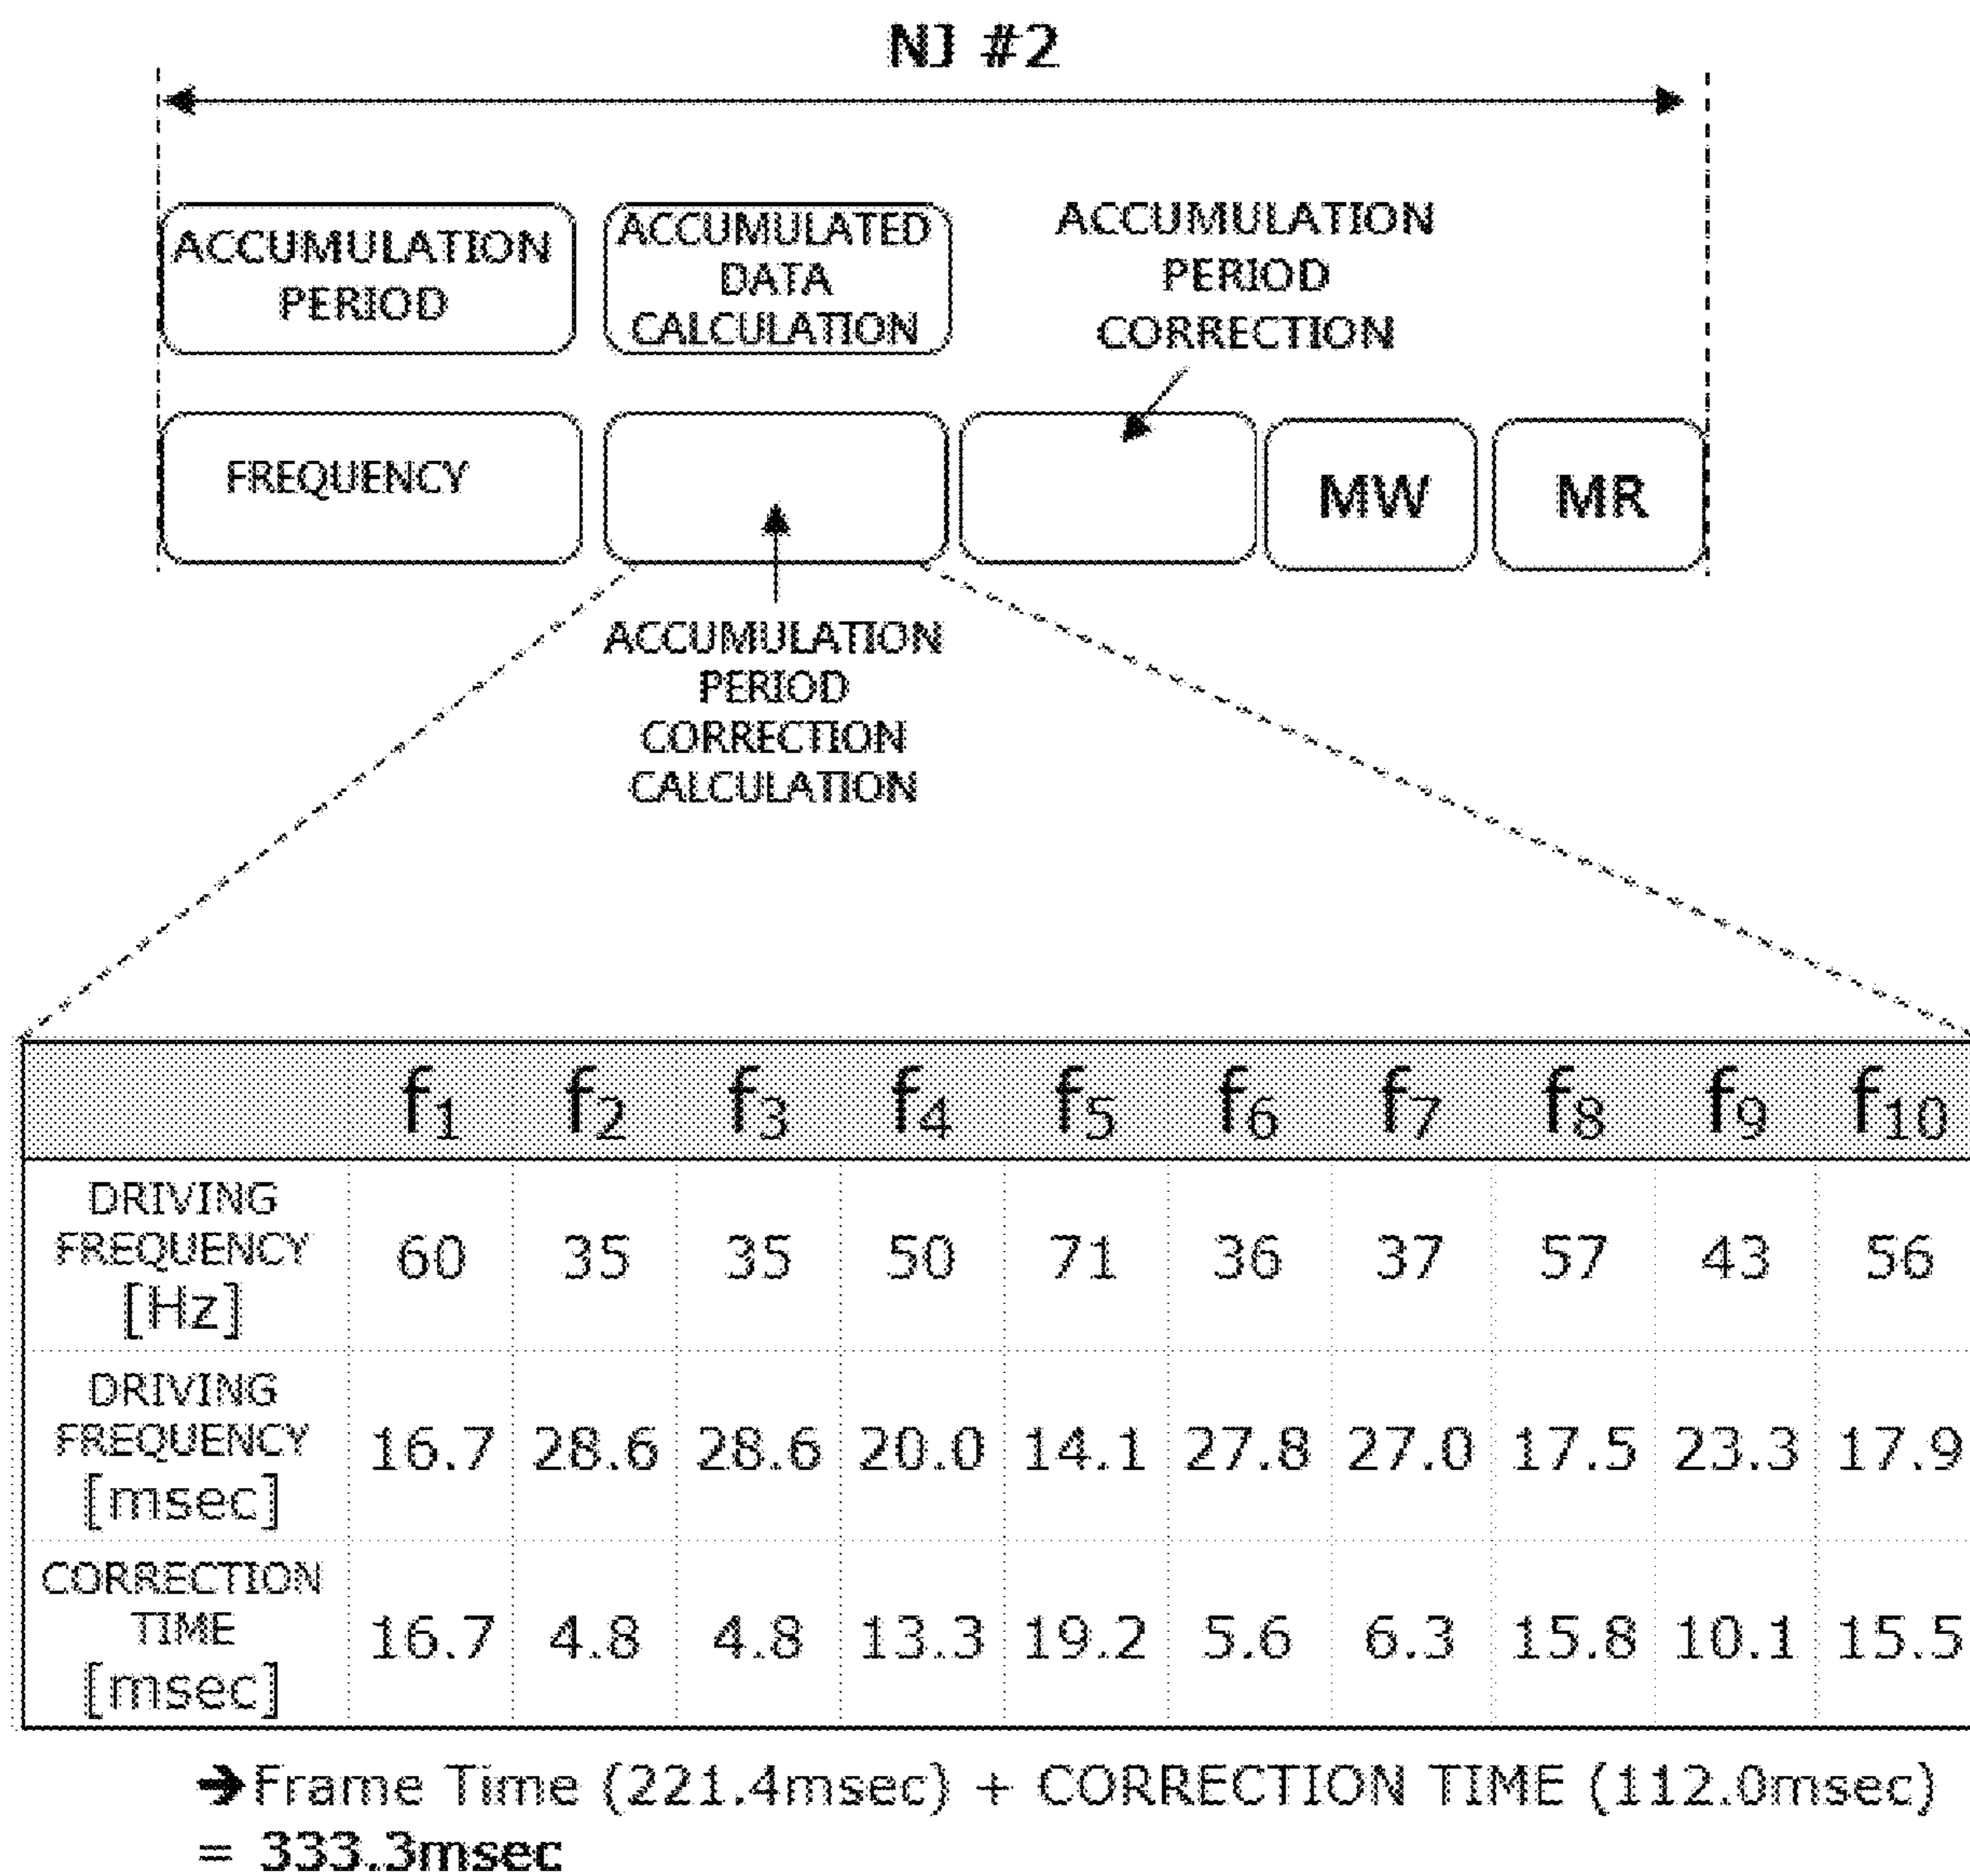 NJ #2
ACCUMULATION
PERIOD
ACCUMULATED
DATA
CALCULATION
ACCUMULATION
PERIOD
CORRECTION
FREQUENCY
MW
MR
ACCUMULATION
PERIOD
CORRECTION
CALCULATION
f1 f2 f3 f4 f5 f6 f7 f8 f9 f10
DRIVING
FREQUENCY
[Hz]
60 35 35 50 71 36 37 57 43 56
DRIVING
FREQUENCY
[msec]
16.7 28.6 28.6 20.0 14.1 27.8 27.0 17.5 23.3 17.9
CORRECTION
TIME
[msec]
16.7 4.8 4.8 13.3 19.2 5.6 6.3 15.8 10.1 15.5
➔Frame Time (221.4msec) + CORRECTION TIME (112.0msec)
= 333.3msec